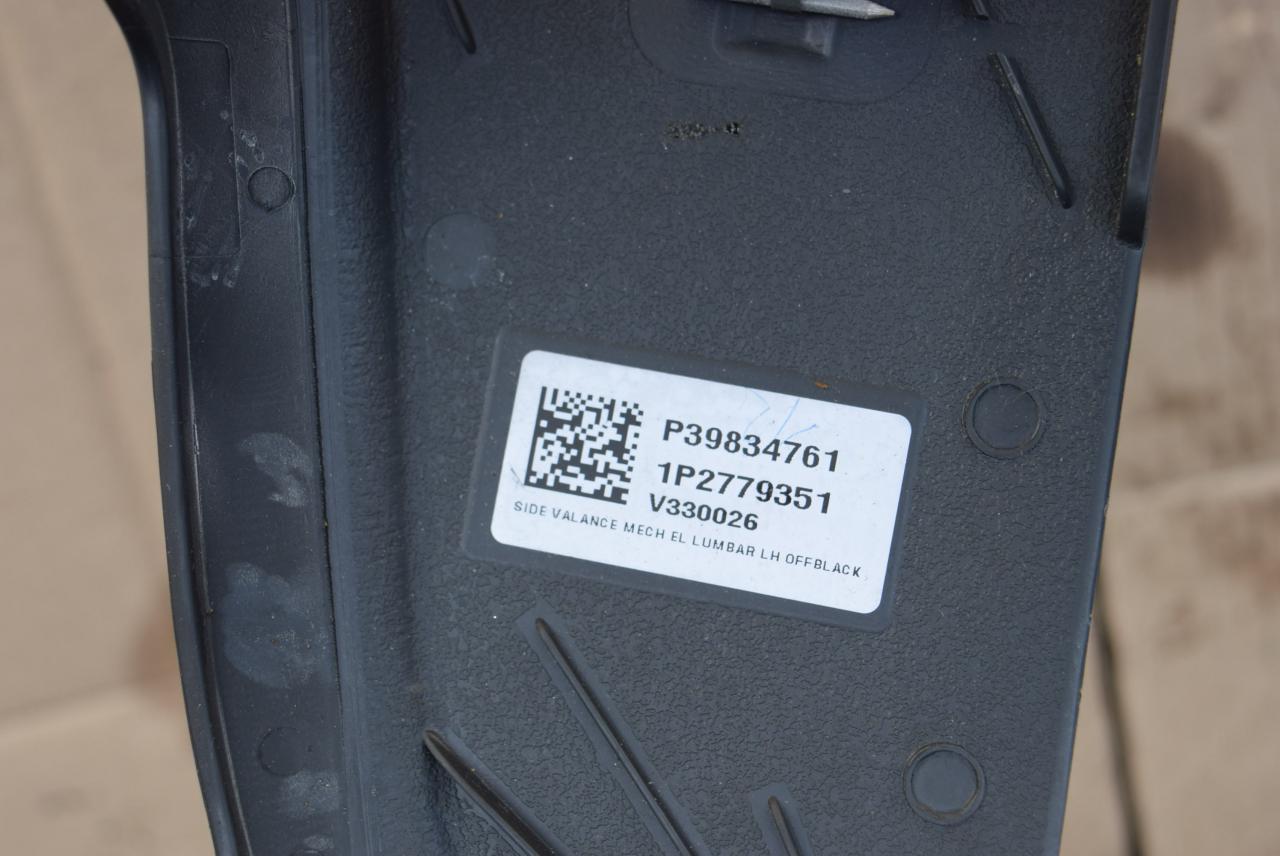 P39834761
1P2779351
V330026
SIDE VALANCE MECH EL LUMBAR LH OFFBLACK